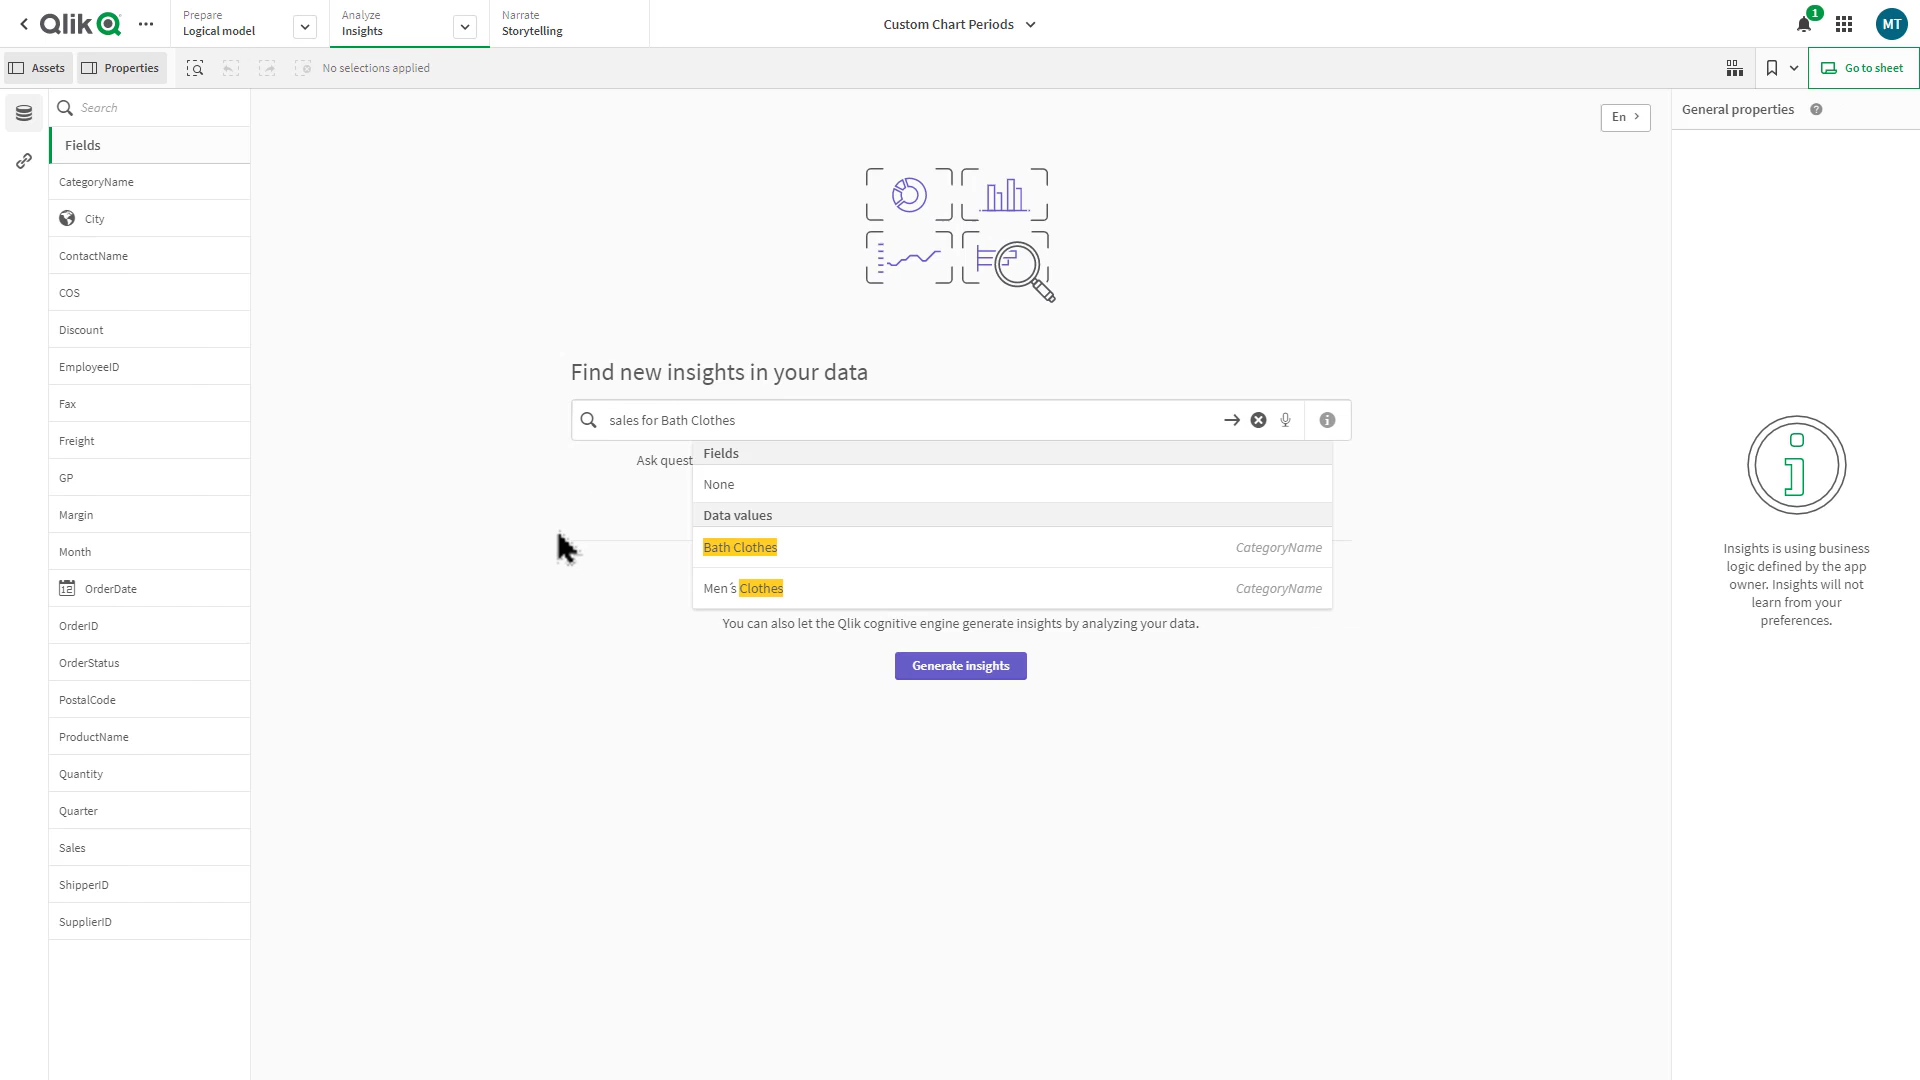 Qlik
Prepare
Logical model
Analyze
Insights
Narrate
Storytelling
Custom Chart Periods
1
MT
Assets
Properties
No selections applied
Go to sheet
Search
Fields
CategoryName
City
ContactName
COS
Discount
EmployeeID
Fax
Freight
GP
Margin
Month
12
OrderDate
OrderID
OrderStatus
PostalCode
ProductName
Quantity
Quarter
Sales
ShipperID
SupplierID
En
Find new insights in your data
sales for Bath Clothes
Ask quest
Fields
None
Data values
Bath Clothes CategoryName
Men´s Clothes CategoryName
You can also let the Qlik cognitive engine generate insights by analyzing your data.
Generate insights
General properties ?
Insights is using business
logic defined by the app
owner. Insights will not
learn from your
preferences.